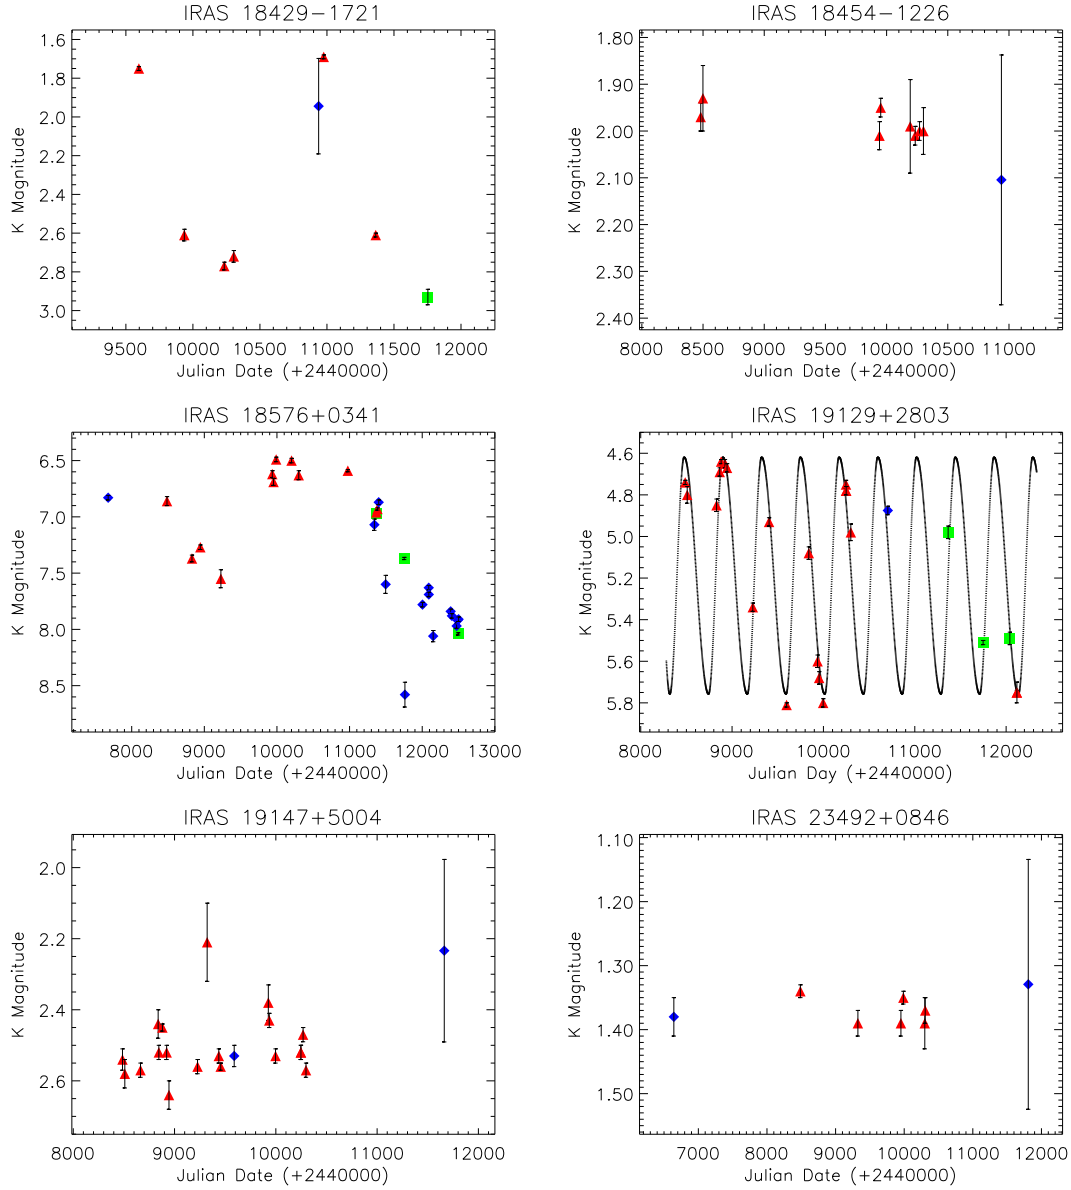 IRAS 18429−1721
K Magnitude
1.6
1.8
2.0
2.2
2.4
2.6
2.8
3.0
9500 10000 10500 11000 11500 12000
Julian Date (+2440000)
IRAS 18454−1226
K Magnitude
1.80
1.90
2.00
2.10
2.20
2.30
2.40
8000 8500 9000 9500 10000 10500 11000
Julian Date (+2440000)
IRAS 18576+0341
K Magnitude
6.5
7.0
7.5
8.0
8.5
8000 9000 10000 11000 12000 13000
Julian Date (+2440000)
IRAS 19129+2803
K Magnitude
4.6
4.8
5.0
5.2
5.4
5.6
5.8
8000 9000 10000 11000 12000
Julian Day (+2440000)
IRAS 19147+5004
K Magnitude
2.0
2.2
2.4
2.6
8000 9000 10000 11000 12000
Julian Date (+2440000)
IRAS 23492+0846
K Magnitude
1.10
1.20
1.30
1.40
1.50
7000 8000 9000 10000 11000 12000
Julian Date (+2440000)